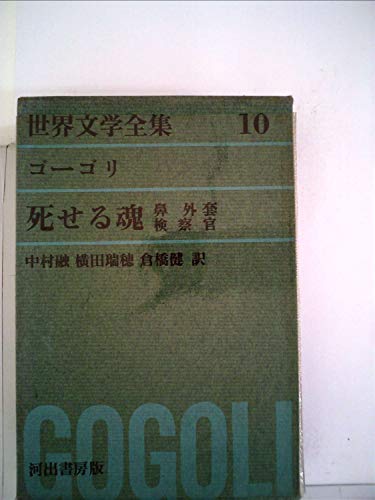 世界文学全集 10
ゴーゴリ
死せる魂 鼻 外套
検察官
中村融 横田瑞穂 倉橋健 訳
GOGOLI
河出書房版